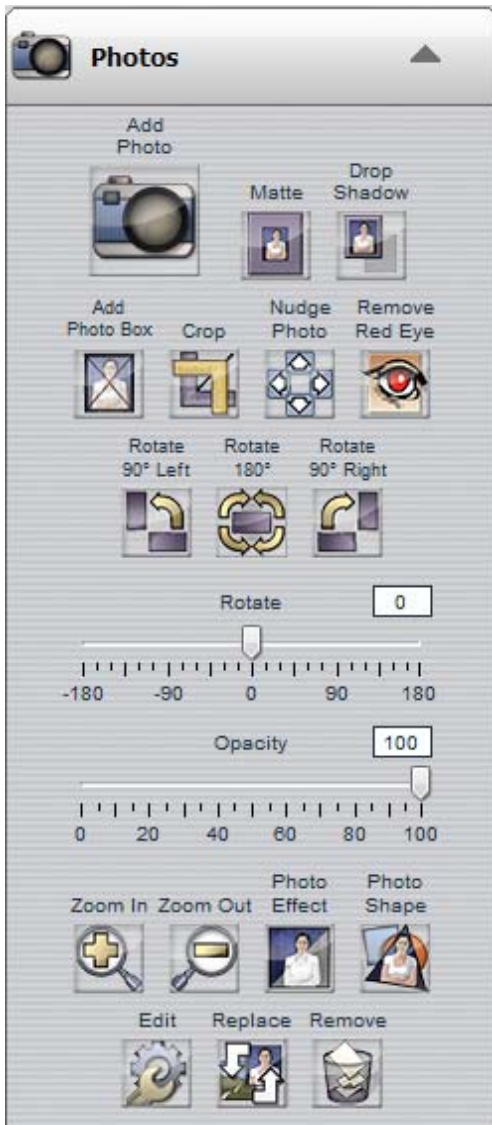 Photos
Add
Photo
Matte
Drop
Shadow
Add
Photo Box
Crop
Nudge
Photo
Remove
Red Eye
Rotate
90° Left
Rotate
180°
Rotate
90° Right
Rotate 0
-180 -90 0 90 180
Opacity 100
0 20 40 60 80 100
Zoom In
Zoom Out
Photo
Effect
Photo
Shape
Edit
Replace
Remove